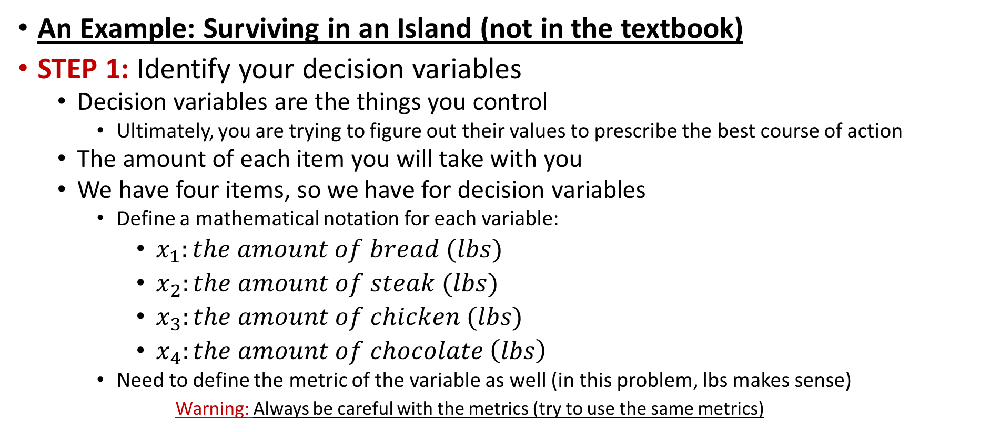 • An Example: Surviving in an Island (not in the textbook)
• STEP 1: Identify your decision variables
• Decision variables are the things you control
• Ultimately, you are trying to figure out their values to prescribe the best course of action
• The amount of each item you will take with you
• We have four items, so we have for decision variables
• Define a mathematical notation for each variable:
• x₁: the amount of bread (lbs)
• x₂: the amount of steak (lbs)
• x₃: the amount of chicken (lbs)
• x₄: the amount of chocolate (lbs)
• Need to define the metric of the variable as well (in this problem, lbs makes sense)
Warning: Always be careful with the metrics (try to use the same metrics)